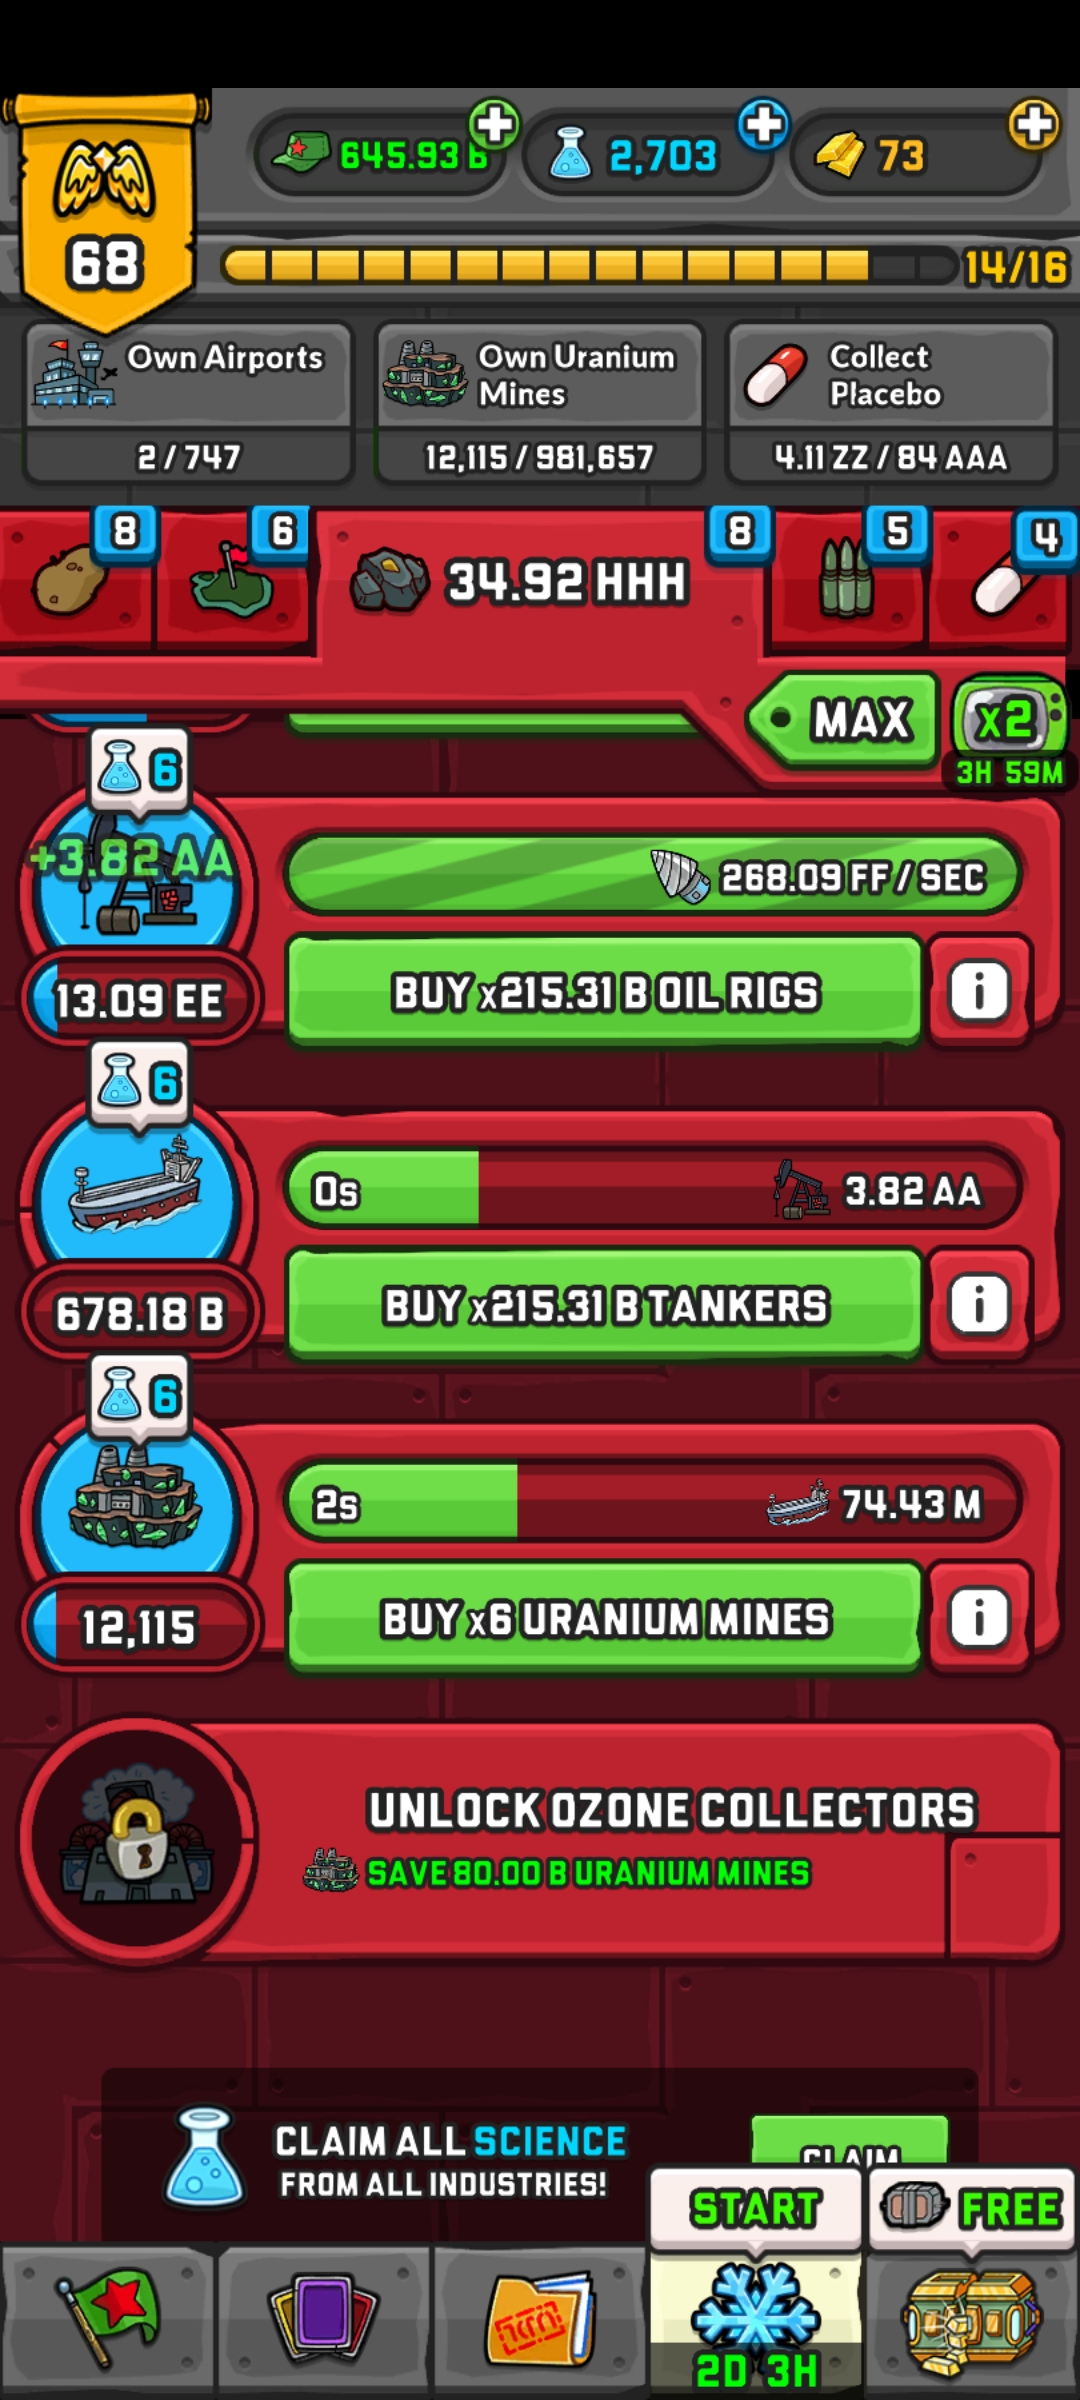 645.93 B
2,703
73
68
14/16
Own Airports
2 / 747
Own Uranium
Mines
12,115 / 981,657
Collect
Placebo
4.11 ZZ / 84 AAA
8
6
34.92 HHH
8
5
4
MAX
x2
3H 59M
6
+3.82 AA
268.09 FF / SEC
13.09 EE
BUY x215.31 B OIL RIGS
i
6
0s
3.82 AA
678.18 B
BUY x215.31 B TANKERS
i
6
2s
74.43 M
12,115
BUY x6 URANIUM MINES
i
UNLOCK OZONE COLLECTORS
SAVE 80.00 B URANIUM MINES
CLAIM ALL SCIENCE
FROM ALL INDUSTRIES!
CLAIM
START
FREE
2D 3H